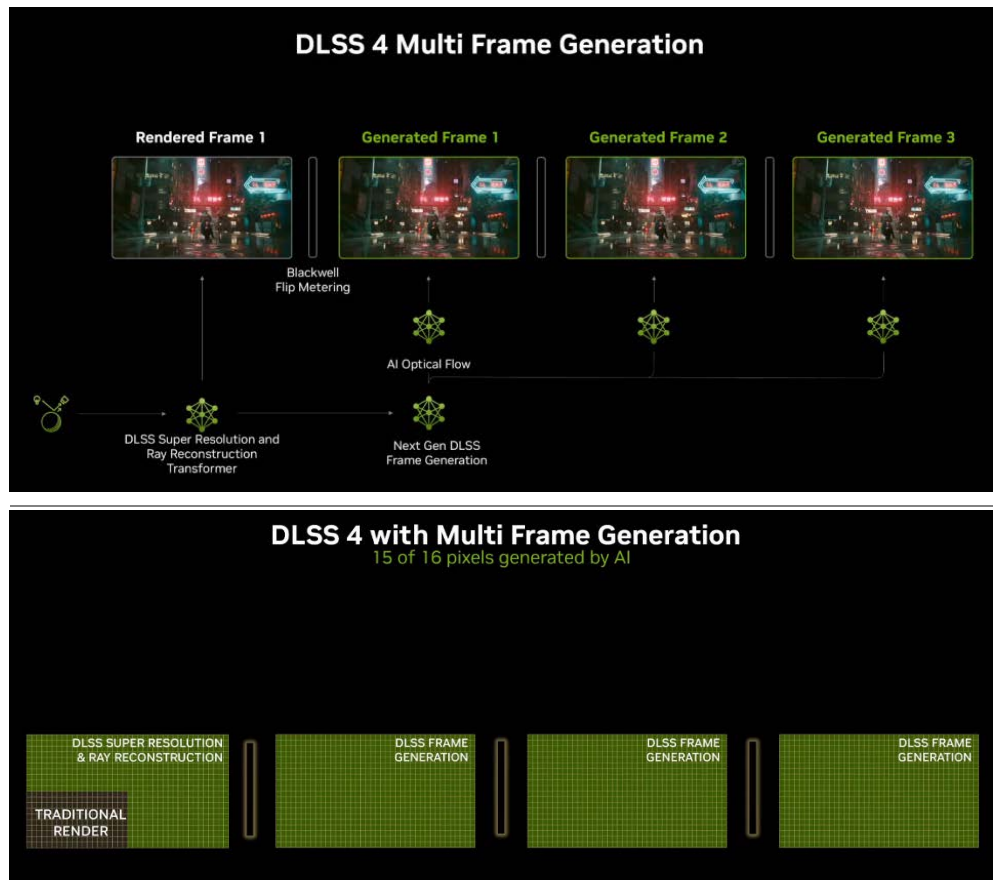 DLSS 4 Multi Frame Generation
Rendered Frame 1
Generated Frame 1
Generated Frame 2
Generated Frame 3
Blackwell
Flip Metering
AI Optical Flow
DLSS Super Resolution and
Ray Reconstruction
Transformer
Next Gen DLSS
Frame Generation
DLSS 4 with Multi Frame Generation
15 of 16 pixels generated by AI
DLSS SUPER RESOLUTION
& RAY RECONSTRUCTION
TRADITIONAL
RENDER
DLSS FRAME
GENERATION
DLSS FRAME
GENERATION
DLSS FRAME
GENERATION